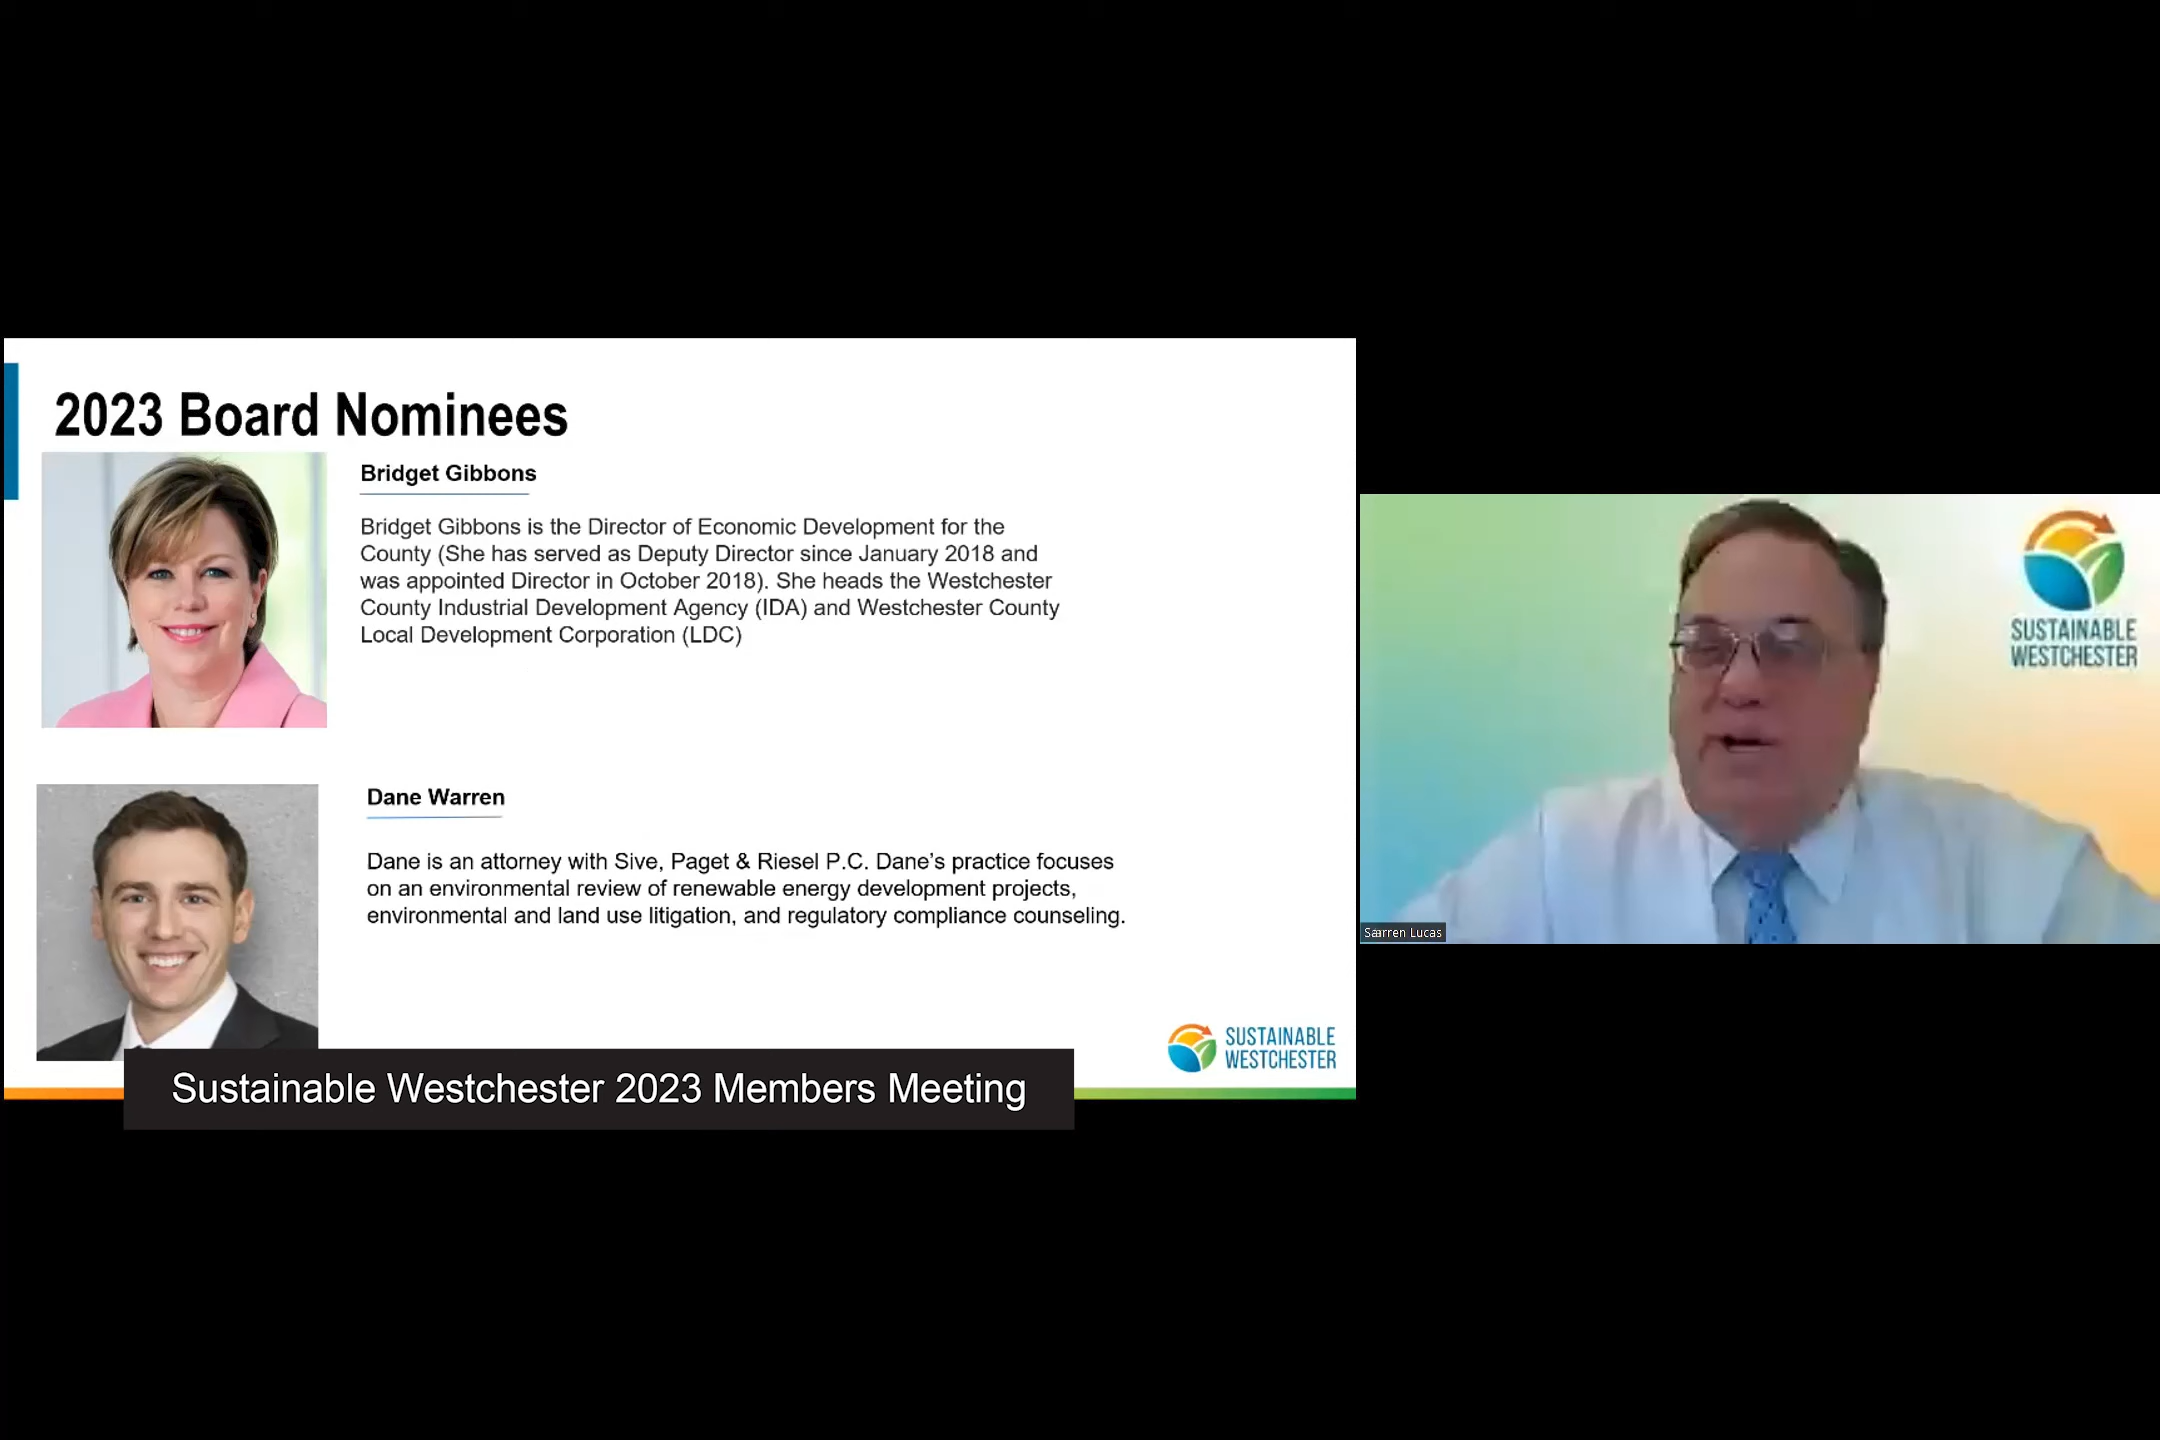 2023 Board Nominees
Bridget Gibbons
Bridget Gibbons is the Director of Economic Development for the
County (She has served as Deputy Director since January 2018 and
was appointed Director in October 2018). She heads the Westchester
County Industrial Development Agency (IDA) and Westchester County
Local Development Corporation (LDC)
Dane Warren
Dane is an attorney with Sive, Paget & Riesel P.C. Dane’s practice focuses
on an environmental review of renewable energy development projects,
environmental and land use litigation, and regulatory compliance counseling.
SUSTAINABLE
WESTCHESTER
Sustainable Westchester 2023 Members Meeting
SUSTAINABLE
WESTCHESTER
Lucas